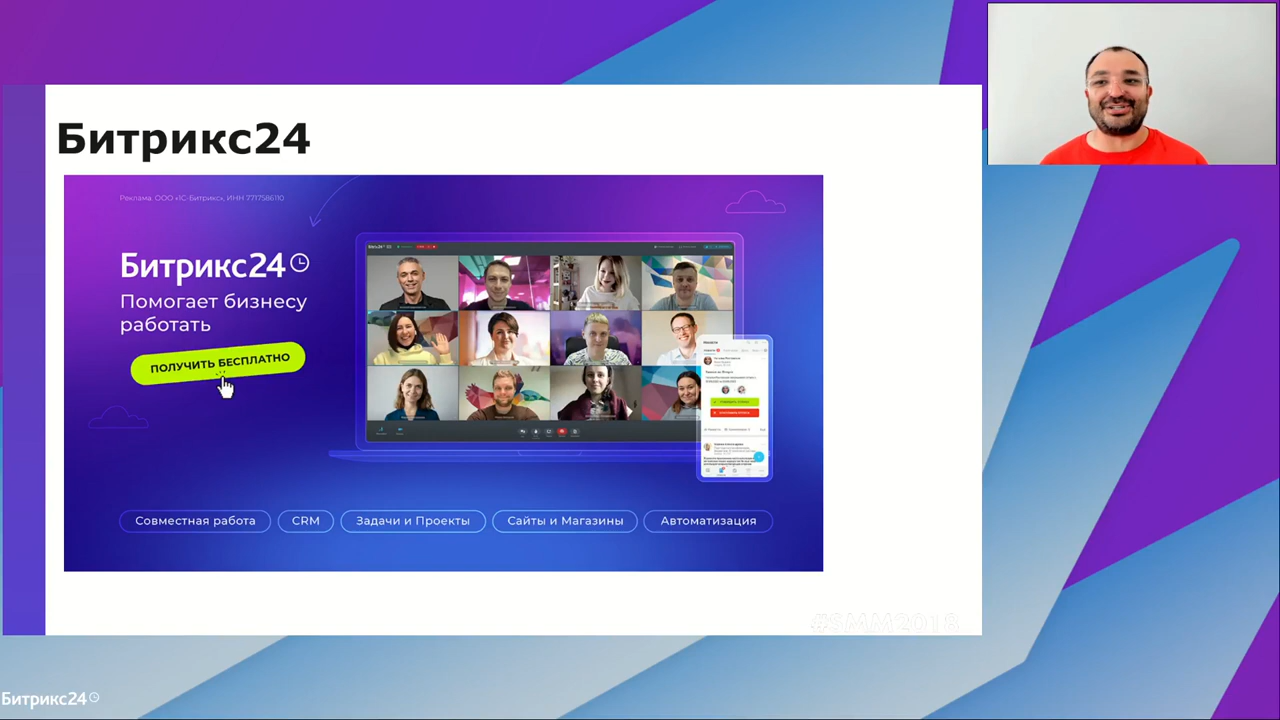 Битрикс24
Реклама. ООО «1С-Битрикс», ИНН 7717586110
Битрикс24
Помогает бизнесу
работать
ПОЛУЧИТЬ БЕСПЛАТНО
Совместная работа
CRM
Задачи и Проекты
Сайты и Магазины
Автоматизация
#SMM2018
Битрикс24